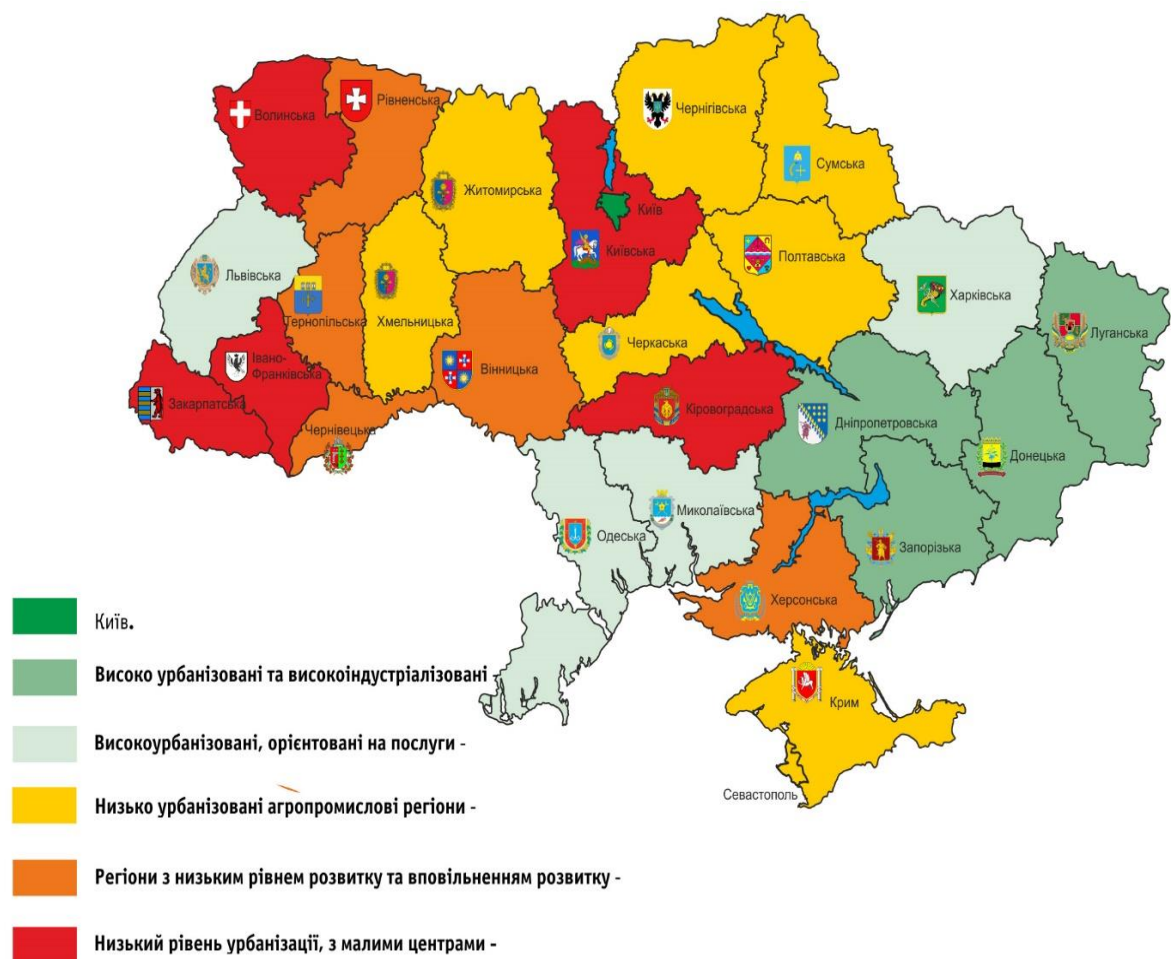 Волинська
Рівненська
Чернігівська
Сумська
Житомирська
Київ
Київська
Полтавська
Львівська
Харківська
Тернопільська
Хмельницька
Луганська
Черкаська
Вінницька
Івано-
Франківська
Закарпатська
Кіровоградська
Дніпропетровська
Чернівецька
Донецька
Миколаївська
Одеська
Запорізька
Херсонська
Крим
Севастополь
Київ.
Високо урбанізовані та високоіндустріалізовані -
Високоурбанізовані, орієнтовані на послуги -
Низько урбанізовані агропромислові регіони -
Регіони з низьким рівнем розвитку та вповільненням розвитку -
Низький рівень урбанізації, з малими центрами -